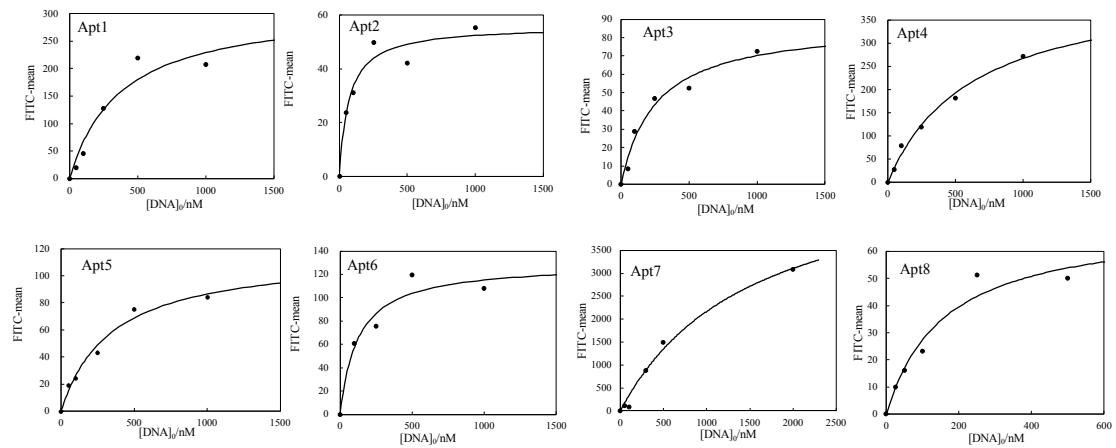 Apt1
300
250
200
150
100
50
0
FITC-mean
0 500 1000 1500
[DNA]₀/nM
Apt2
60
40
20
0
FITC-mean
0 500 1000 1500
[DNA]₀/nM
Apt3
90
80
70
60
50
40
30
20
10
0
FITC-mean
0 500 1000 1500
[DNA]₀/nM
Apt4
350
300
250
200
150
100
50
0
FITC-mean
0 500 1000 1500
[DNA]₀/nM
Apt5
120
100
80
60
40
20
0
FITC-mean
0 500 1000 1500
[DNA]₀/nM
Apt6
140
120
100
80
60
40
20
0
FITC-mean
0 500 1000 1500
[DNA]₀/nM
Apt7
3500
3000
2500
2000
1500
1000
500
0
FITC-mean
0 500 1000 1500 2000 2500
[DNA]₀/nM
Apt8
60
50
40
30
20
10
0
FITC-mean
0 200 400 600
[DNA]₀/nM